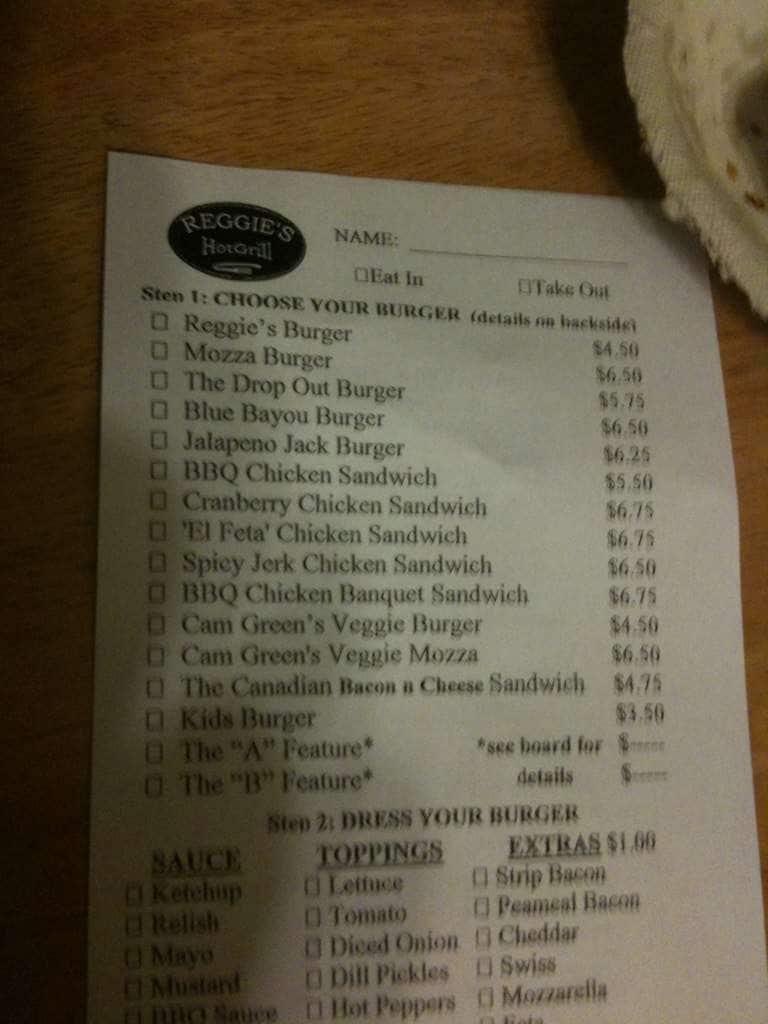 REGGIE'S
HotGrill
NAME:
□Eat In □Take Out
Step 1: CHOOSE YOUR BURGER (details on backside)
□ Reggie's Burger $4.50
□ Mozza Burger $6.50
□ The Drop Out Burger $5.75
□ Blue Bayou Burger $6.50
□ Jalapeno Jack Burger $6.25
□ BBQ Chicken Sandwich $5.50
□ Cranberry Chicken Sandwich $6.75
□ 'El Feta' Chicken Sandwich $6.75
□ Spicy Jerk Chicken Sandwich $6.50
□ BBQ Chicken Banquet Sandwich $6.75
□ Cam Green's Veggie Burger $4.50
□ Cam Green's Veggie Mozza $6.50
□ The Canadian Bacon n Cheese Sandwich $4.75
□ Kids Burger $3.50
□ The "A" Feature* *see board for $-----
□ The "B" Feature* details $-----
Step 2: DRESS YOUR BURGER
SAUCE TOPPINGS EXTRAS $1.00
□ Ketchup □ Lettuce □ Strip Bacon
□ Relish □ Tomato □ Peameal Bacon
□ Mayo □ Diced Onion □ Cheddar
□ Mustard □ Dill Pickles □ Swiss
□ BBQ Sauce □ Hot Peppers □ Mozzarella
□ Feta